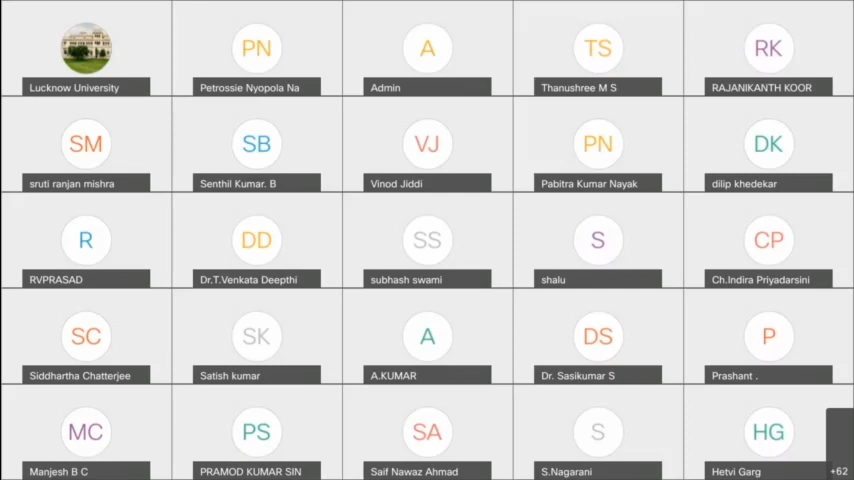 Lucknow University
PN
Petrossie Nyopola Na
A
Admin
TS
Thanushree M S
RK
RAJANIKANTH KOOR
SM
sruti ranjan mishra
SB
Senthil Kumar. B
VJ
Vinod Jiddi
PN
Pabitra Kumar Nayak
DK
dilip khedekar
R
RVPRASAD
DD
Dr.T.Venkata Deepthi
SS
subhash swami
S
shalu
CP
Ch.Indira Priyadarsini
SC
Siddhartha Chatterjee
SK
Satish kumar
A
A.KUMAR
DS
Dr. Sasikumar S
P
Prashant .
MC
Manjesh B C
PS
PRAMOD KUMAR SIN
SA
Saif Nawaz Ahmad
S
S.Nagarani
HG
Hetvi Garg
+62